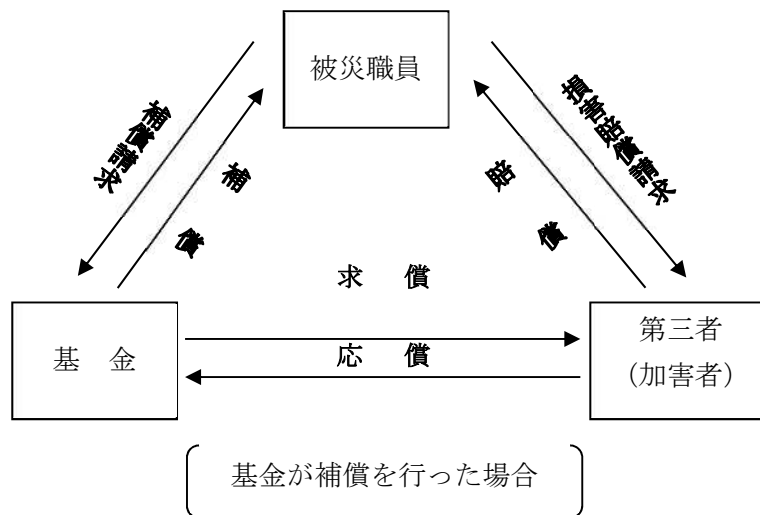 被災職員
補償請求
補 償
賠 償
損害賠償請求
求 償
基 金
応 償
第三者
（加害者）
基金が補償を行った場合